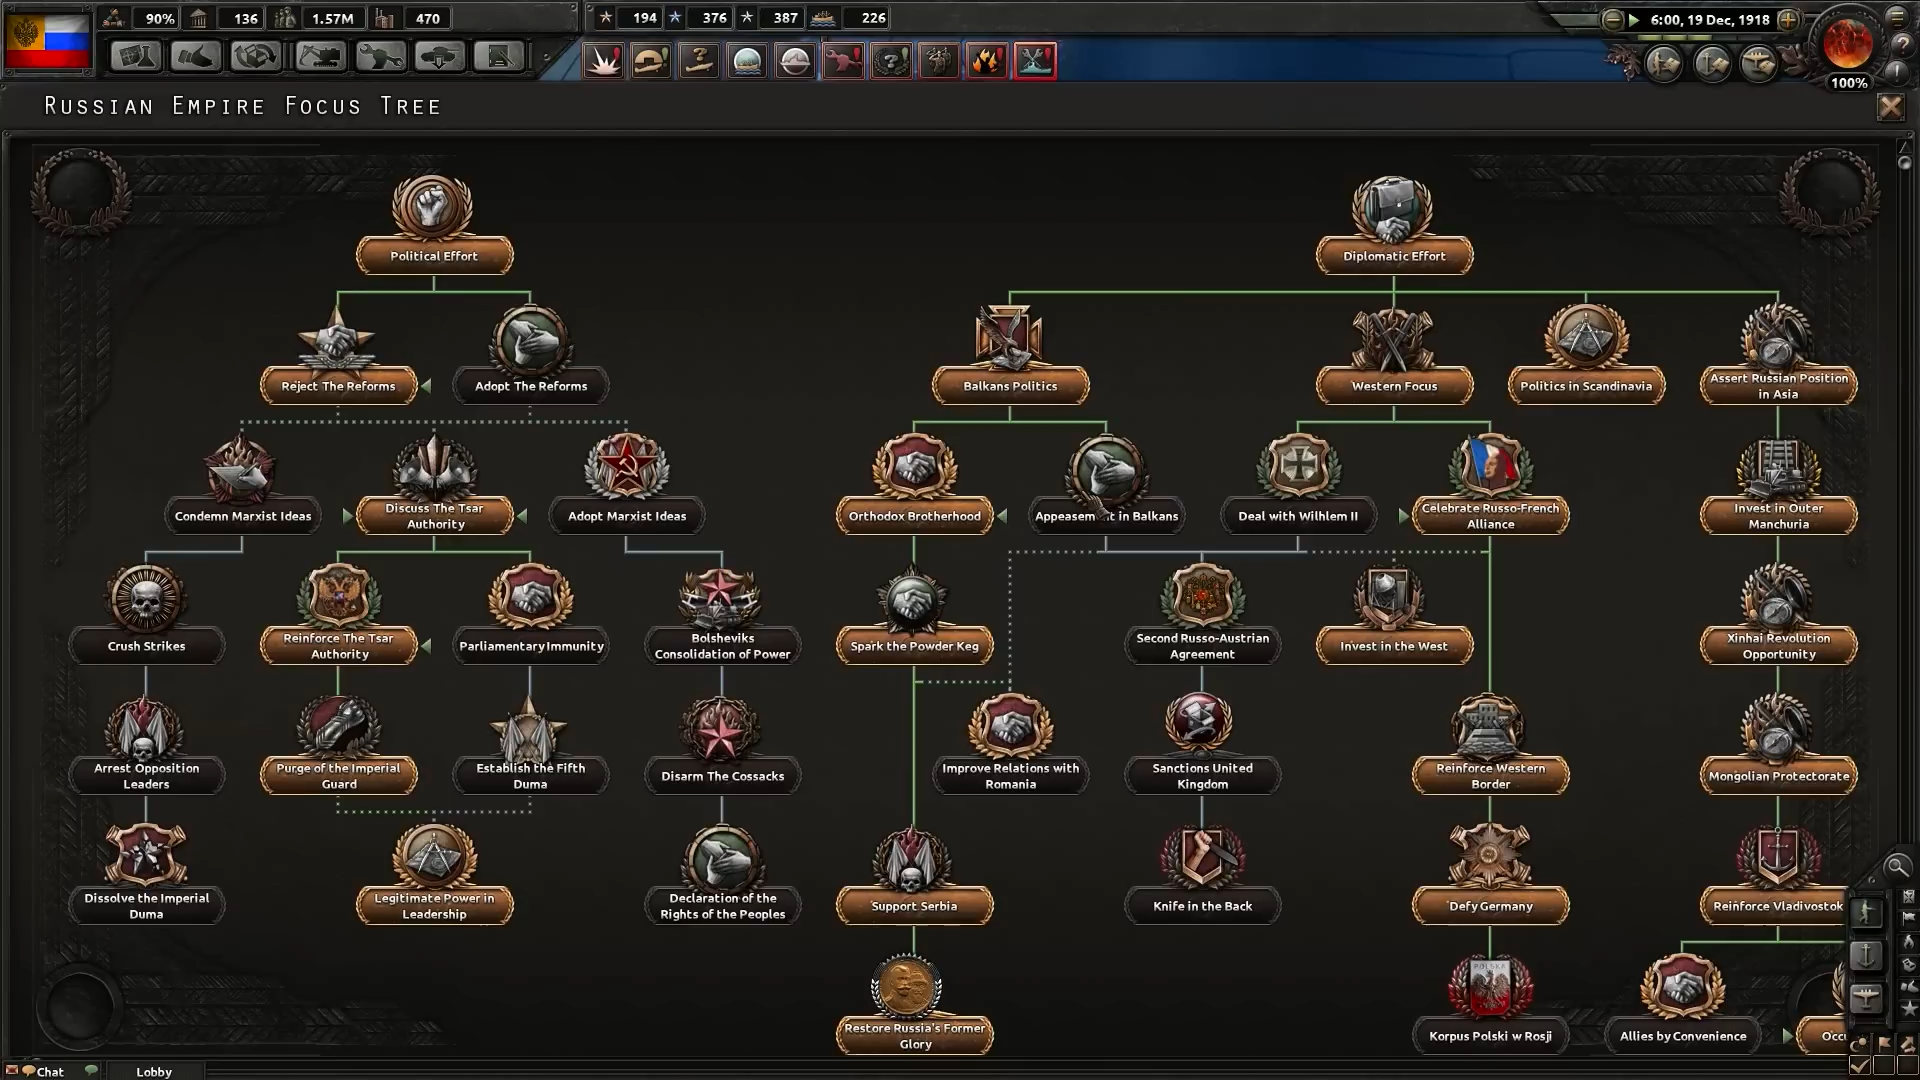 90%
136
1.57M
470
194
376
387
226
6:00, 19 Dec, 1918
100%
Russian Empire Focus Tree
Political Effort
Diplomatic Effort
Reject The Reforms
Adopt The Reforms
Balkans Politics
Western Focus
Politics in Scandinavia
Assert Russian Position
in Asia
Condemn Marxist Ideas
Discuss The Tsar
Authority
Adopt Marxist Ideas
Orthodox Brotherhood
Appeasement in Balkans
Deal with Wilhlem II
Celebrate Russo-French
Alliance
Invest in Outer
Manchuria
Crush Strikes
Reinforce The Tsar
Authority
Parliamentary Immunity
Bolsheviks
Consolidation of Power
Spark the Powder Keg
Second Russo-Austrian
Agreement
Invest in the West
Xinhai Revolution
Opportunity
Arrest Opposition
Leaders
Purge of the Imperial
Guard
Establish the Fifth
Duma
Disarm The Cossacks
Improve Relations with
Romania
Sanctions United
Kingdom
Reinforce Western
Border
Mongolian Protectorate
Dissolve the Imperial
Duma
Legitimate Power in
Leadership
Declaration of the
Rights of the Peoples
Support Serbia
Knife in the Back
Defy Germany
Reinforce Vladivostok
POLSKA
Restore Russia's Former
Glory
Korpus Polski w Rosji
Allies by Convenience
Occu
Chat
Lobby